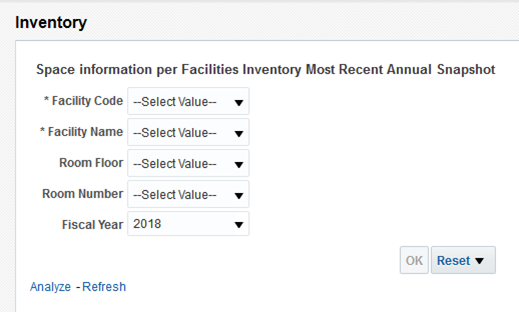 Inventory
Space information per Facilities Inventory Most Recent Annual Snapshot
* Facility Code --Select Value--
* Facility Name --Select Value--
Room Floor --Select Value--
Room Number --Select Value--
Fiscal Year 2018
OK Reset
Analyze - Refresh